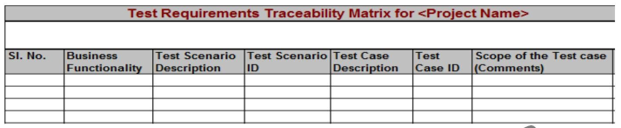 Test Requirements Traceability Matrix for <Project Name>
Sl. No. Business Functionality Test Scenario Description Test Scenario ID Test Case Description Test Case ID Scope of the Test case (Comments)